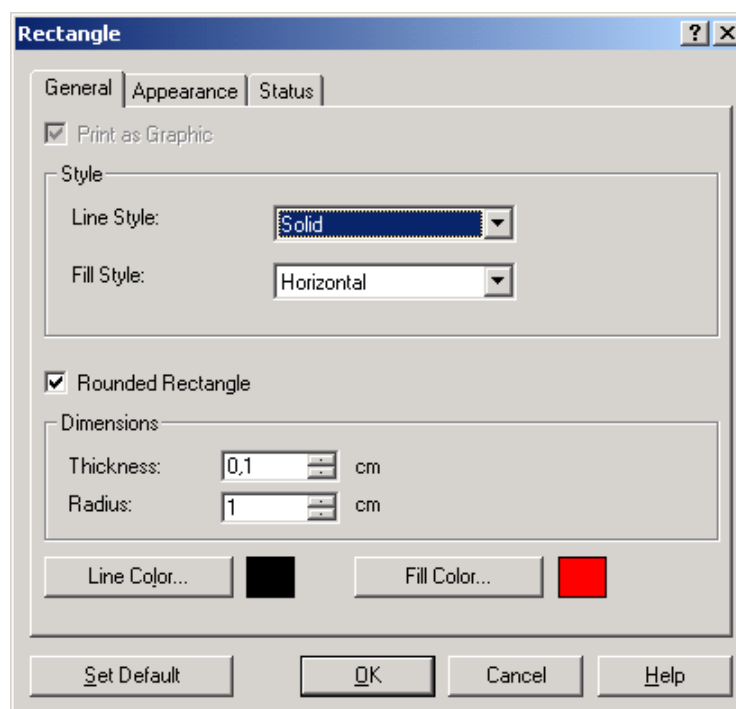 Rectangle
General Appearance Status
Print as Graphic
Style
Line Style: Solid
Fill Style: Horizontal
Rounded Rectangle
Dimensions
Thickness: 0,1 cm
Radius: 1 cm
Line Color... Fill Color...
Set Default OK Cancel Help